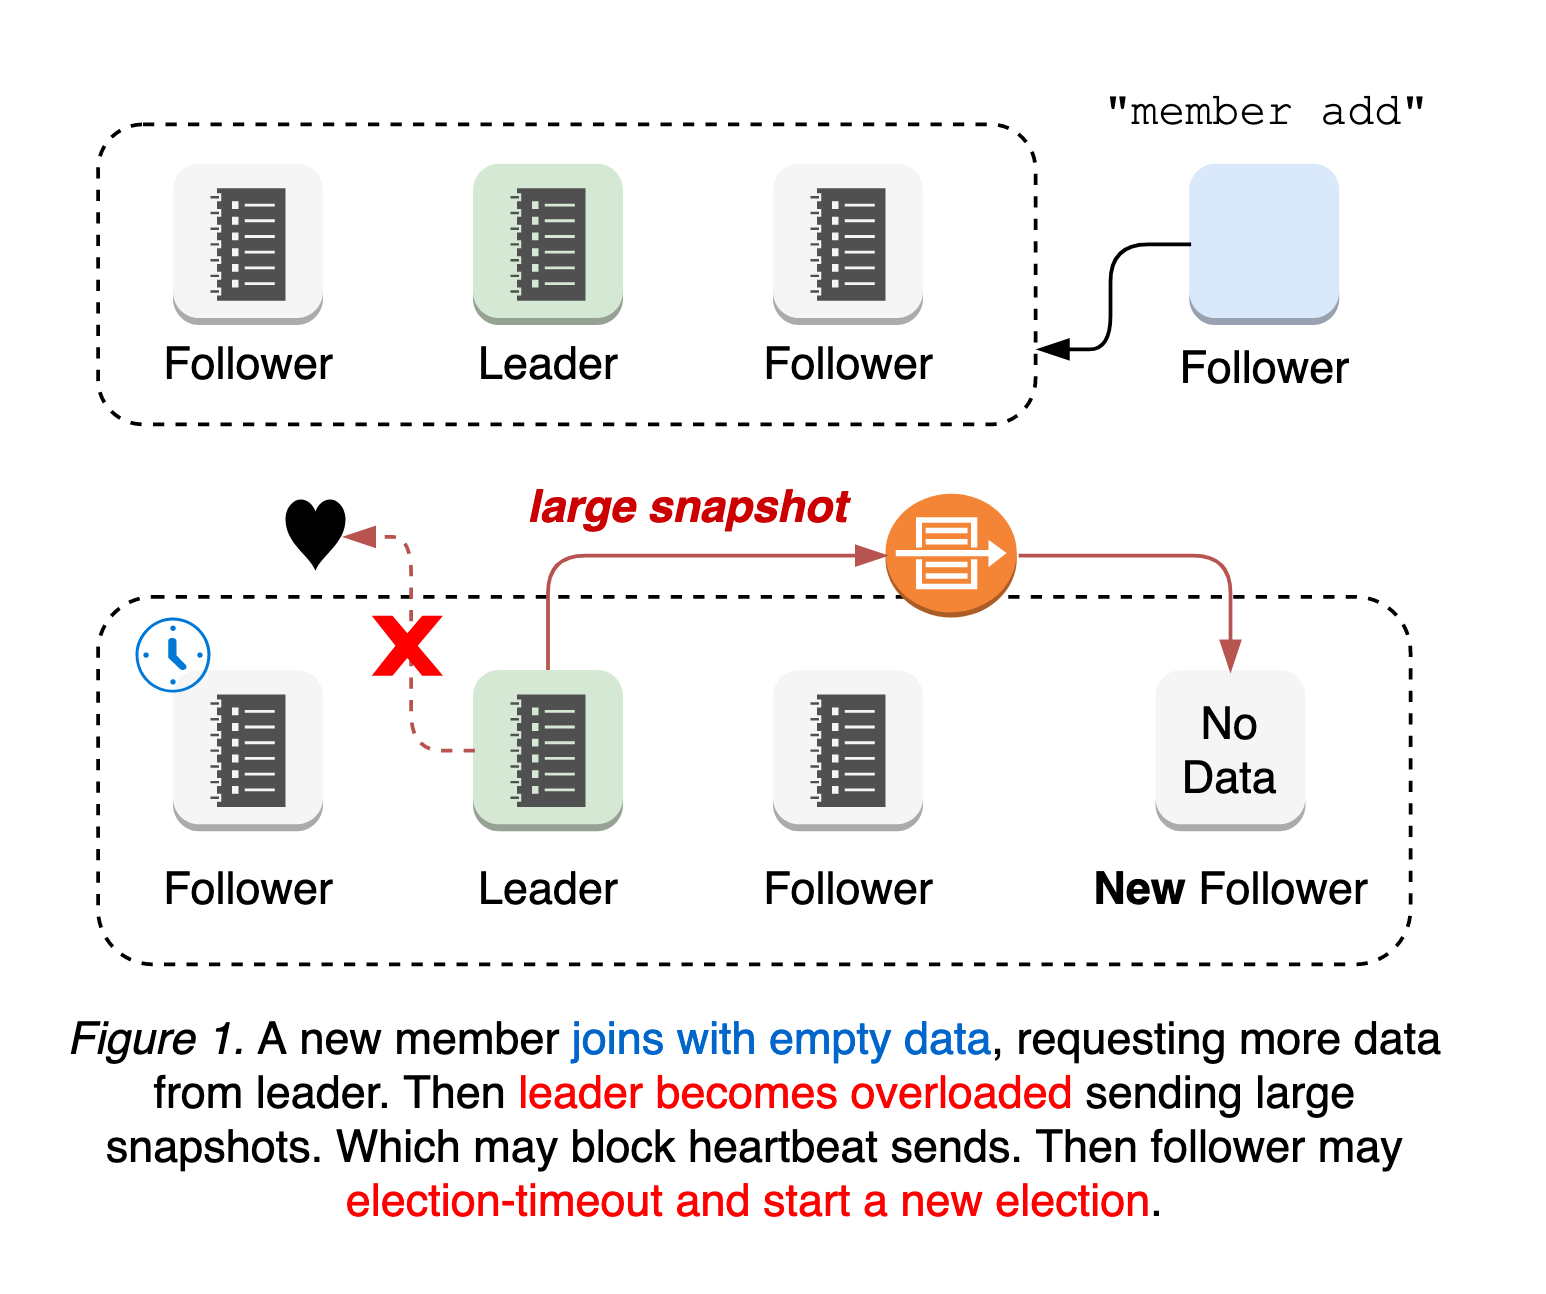 "member add"
Follower
Leader
Follower
Follower
large snapshot
No
Data
Follower
Leader
Follower
New Follower
Figure 1. A new member joins with empty data, requesting more data
from leader. Then leader becomes overloaded sending large
snapshots. Which may block heartbeat sends. Then follower may
election-timeout and start a new election.